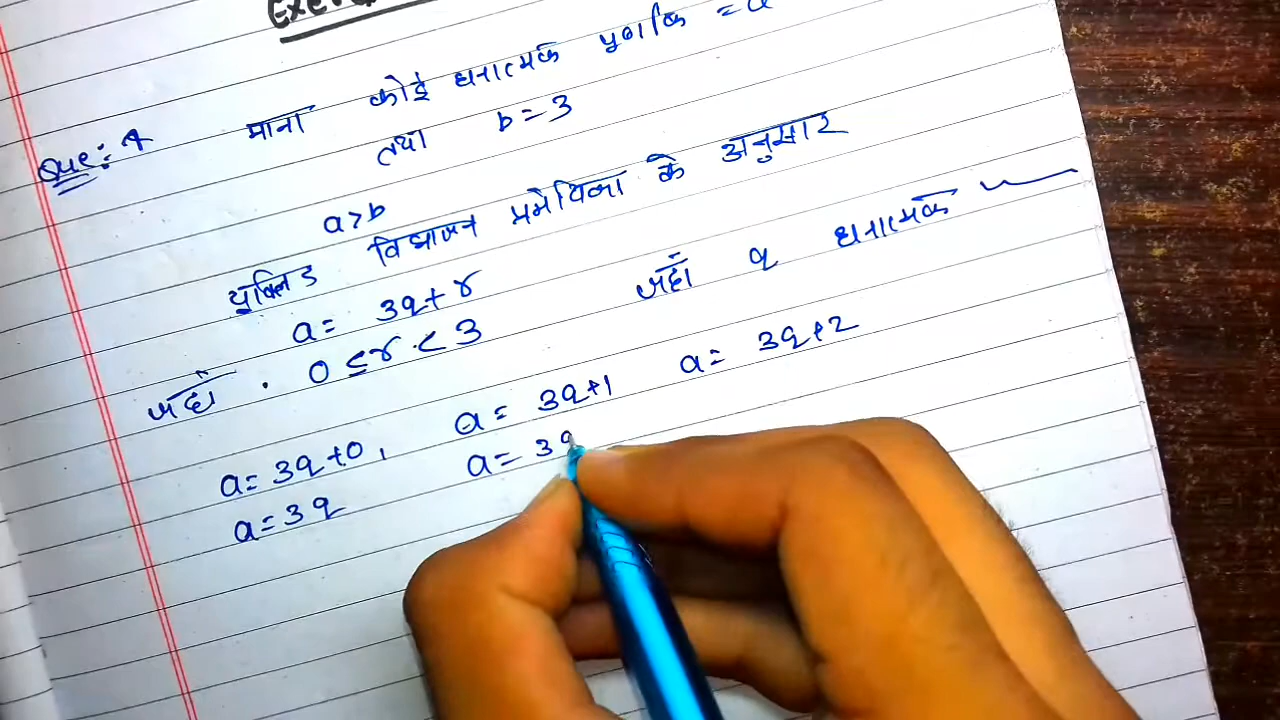 Que: 4 माना कोई धनात्मक पूर्णांक = a
तथा b = 3
a > b
यूक्लिड विभाजन प्रमेयिका के अनुसार
a = 3q + r जहाँ q धनात्मक
जहाँ 0 ≤ r < 3
a = 3q + 0, a = 3q + 1 a = 3q + 2
a = 3q a = 3q